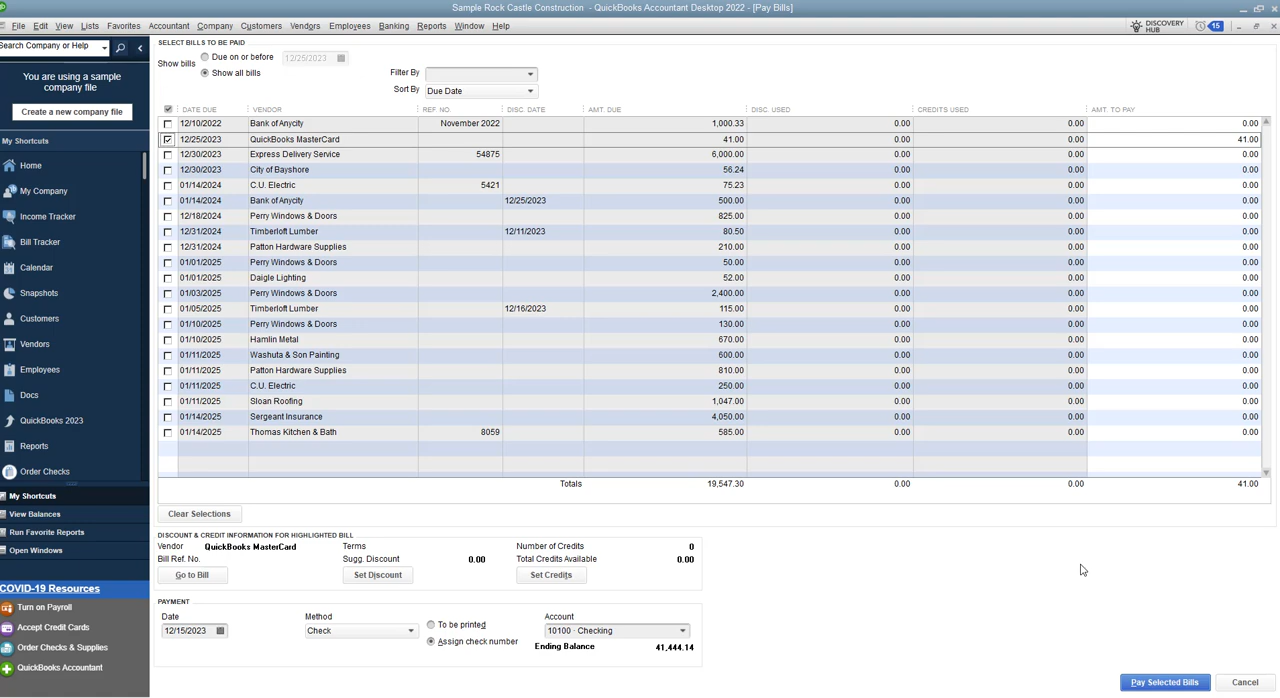 Sample Rock Castle Construction - QuickBooks Accountant Desktop 2022 - [Pay Bills]
File Edit View Lists Favorites Accountant Company Customers Vendors Employees Banking Reports Window Help
DISCOVERY HUB
15
Search Company or Help
You are using a sample company file
Create a new company file
My Shortcuts
Home
My Company
Income Tracker
Bill Tracker
Calendar
Snapshots
Customers
Vendors
Employees
Docs
QuickBooks 2023
Reports
Order Checks
My Shortcuts
View Balances
Run Favorite Reports
Open Windows
COVID-19 Resources
Turn on Payroll
Accept Credit Cards
Order Checks & Supplies
QuickBooks Accountant
SELECT BILLS TO BE PAID
Show bills
Due on or before 12/25/2023
Show all bills
Filter By
Sort By Due Date
DATE DUE VENDOR REF. NO. DISC. DATE AMT. DUE DISC. USED CREDITS USED AMT. TO PAY
12/10/2022 Bank of Anycity November 2022 1,000.33 0.00 0.00 0.00
12/25/2023 QuickBooks MasterCard 41.00 0.00 0.00 41.00
12/30/2023 Express Delivery Service 54875 6,000.00 0.00 0.00 0.00
12/30/2023 City of Bayshore 56.24 0.00 0.00 0.00
01/14/2024 C.U. Electric 5421 75.23 0.00 0.00 0.00
01/14/2024 Bank of Anycity 12/25/2023 500.00 0.00 0.00 0.00
12/18/2024 Perry Windows & Doors 825.00 0.00 0.00 0.00
12/31/2024 Timberloft Lumber 12/11/2023 80.50 0.00 0.00 0.00
12/31/2024 Patton Hardware Supplies 210.00 0.00 0.00 0.00
01/01/2025 Perry Windows & Doors 50.00 0.00 0.00 0.00
01/01/2025 Daigle Lighting 52.00 0.00 0.00 0.00
01/03/2025 Perry Windows & Doors 2,400.00 0.00 0.00 0.00
01/05/2025 Timberloft Lumber 12/16/2023 115.00 0.00 0.00 0.00
01/10/2025 Perry Windows & Doors 130.00 0.00 0.00 0.00
01/10/2025 Hamlin Metal 670.00 0.00 0.00 0.00
01/11/2025 Washuta & Son Painting 600.00 0.00 0.00 0.00
01/11/2025 Patton Hardware Supplies 810.00 0.00 0.00 0.00
01/11/2025 C.U. Electric 250.00 0.00 0.00 0.00
01/11/2025 Sloan Roofing 1,047.00 0.00 0.00 0.00
01/14/2025 Sergeant Insurance 4,050.00 0.00 0.00 0.00
01/14/2025 Thomas Kitchen & Bath 8059 585.00 0.00 0.00 0.00
Totals 19,547.30 0.00 0.00 41.00
Clear Selections
DISCOUNT & CREDIT INFORMATION FOR HIGHLIGHTED BILL
Vendor QuickBooks MasterCard Terms Number of Credits 0
Bill Ref. No. Sugg. Discount 0.00 Total Credits Available 0.00
Go to Bill Set Discount Set Credits
PAYMENT
Date Method Account
12/15/2023 Check To be printed 10100 · Checking
Assign check number Ending Balance 41,444.14
Pay Selected Bills Cancel